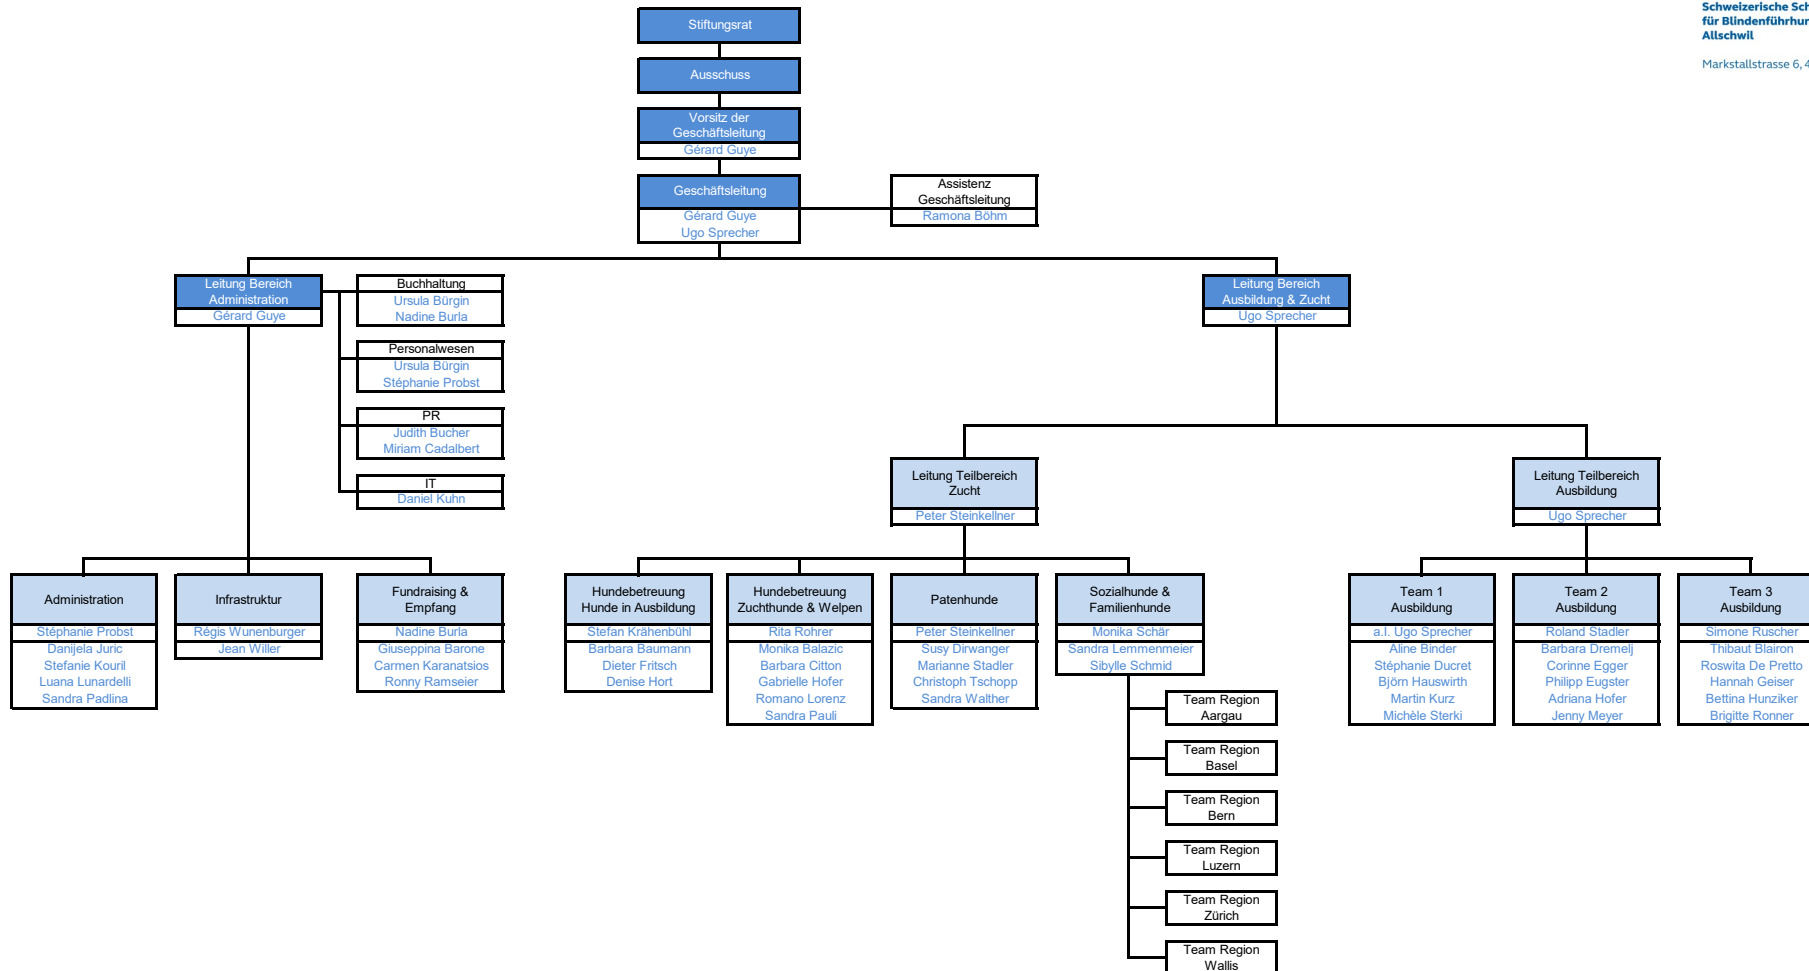 Schweizerische
für
Allschwil
Markstallstrasse 6,
Stiftungsrat
Ausschuss
Vorsitz der
Geschäftsleitung
Gérard Guye
Geschäftsleitung
Gérard Guye
Ugo Sprecher
Assistenz
Geschäftsleitung
Ramona Böhm
Leitung Bereich
Administration
Gérard Guye
Buchhaltung
Ursula Bürgin
Nadine Burla
Personalwesen
Ursula Bürgin
Stéphanie Probst
PR
Judith Bucher
Miriam Cadalbert
IT
Daniel Kuhn
Leitung Bereich
Ausbildung & Zucht
Ugo Sprecher
Leitung Teilbereich
Zucht
Peter Steinkellner
Leitung Teilbereich
Ausbildung
Ugo Sprecher
Administration
Stéphanie Probst
Danijela Juric
Stefanie Kouril
Luana Lunardelli
Sandra Padlina
Infrastruktur
Régis Wunenburger
Jean Willer
Fundraising &
Empfang
Nadine Burla
Giuseppina Barone
Carmen Karanatsios
Ronny Ramseier
Hundebetreuung
Hunde in Ausbildung
Stefan Krähenbühl
Barbara Baumann
Dieter Fritsch
Denise Hort
Hundebetreuung
Zuchthunde & Welpen
Rita Rohrer
Monika Balazic
Barbara Citton
Gabrielle Hofer
Romano Lorenz
Sandra Pauli
Patenhunde
Peter Steinkellner
Susy Dirwanger
Marianne Stadler
Christoph Tschopp
Sandra Walther
Sozialhunde &
Familienhunde
Monika Schär
Sandra Lemmenmeier
Sibylle Schmid
Team Region
Aargau
Team Region
Basel
Team Region
Bern
Team Region
Luzern
Team Region
Zürich
Team Region
Wallis
Team 1
Ausbildung
a.I. Ugo Sprecher
Aline Binder
Stéphanie Ducret
Björn Hauswirth
Martin Kurz
Michèle Sterki
Team 2
Ausbildung
Roland Stadler
Barbara Dremelj
Corinne Egger
Philipp Eugster
Adriana Hofer
Jenny Meyer
Team 3
Ausbildung
Simone Ruscher
Thibaut Blairon
Roswita De Pretto
Hannah Geiser
Bettina Hunziker
Brigitte Ronner